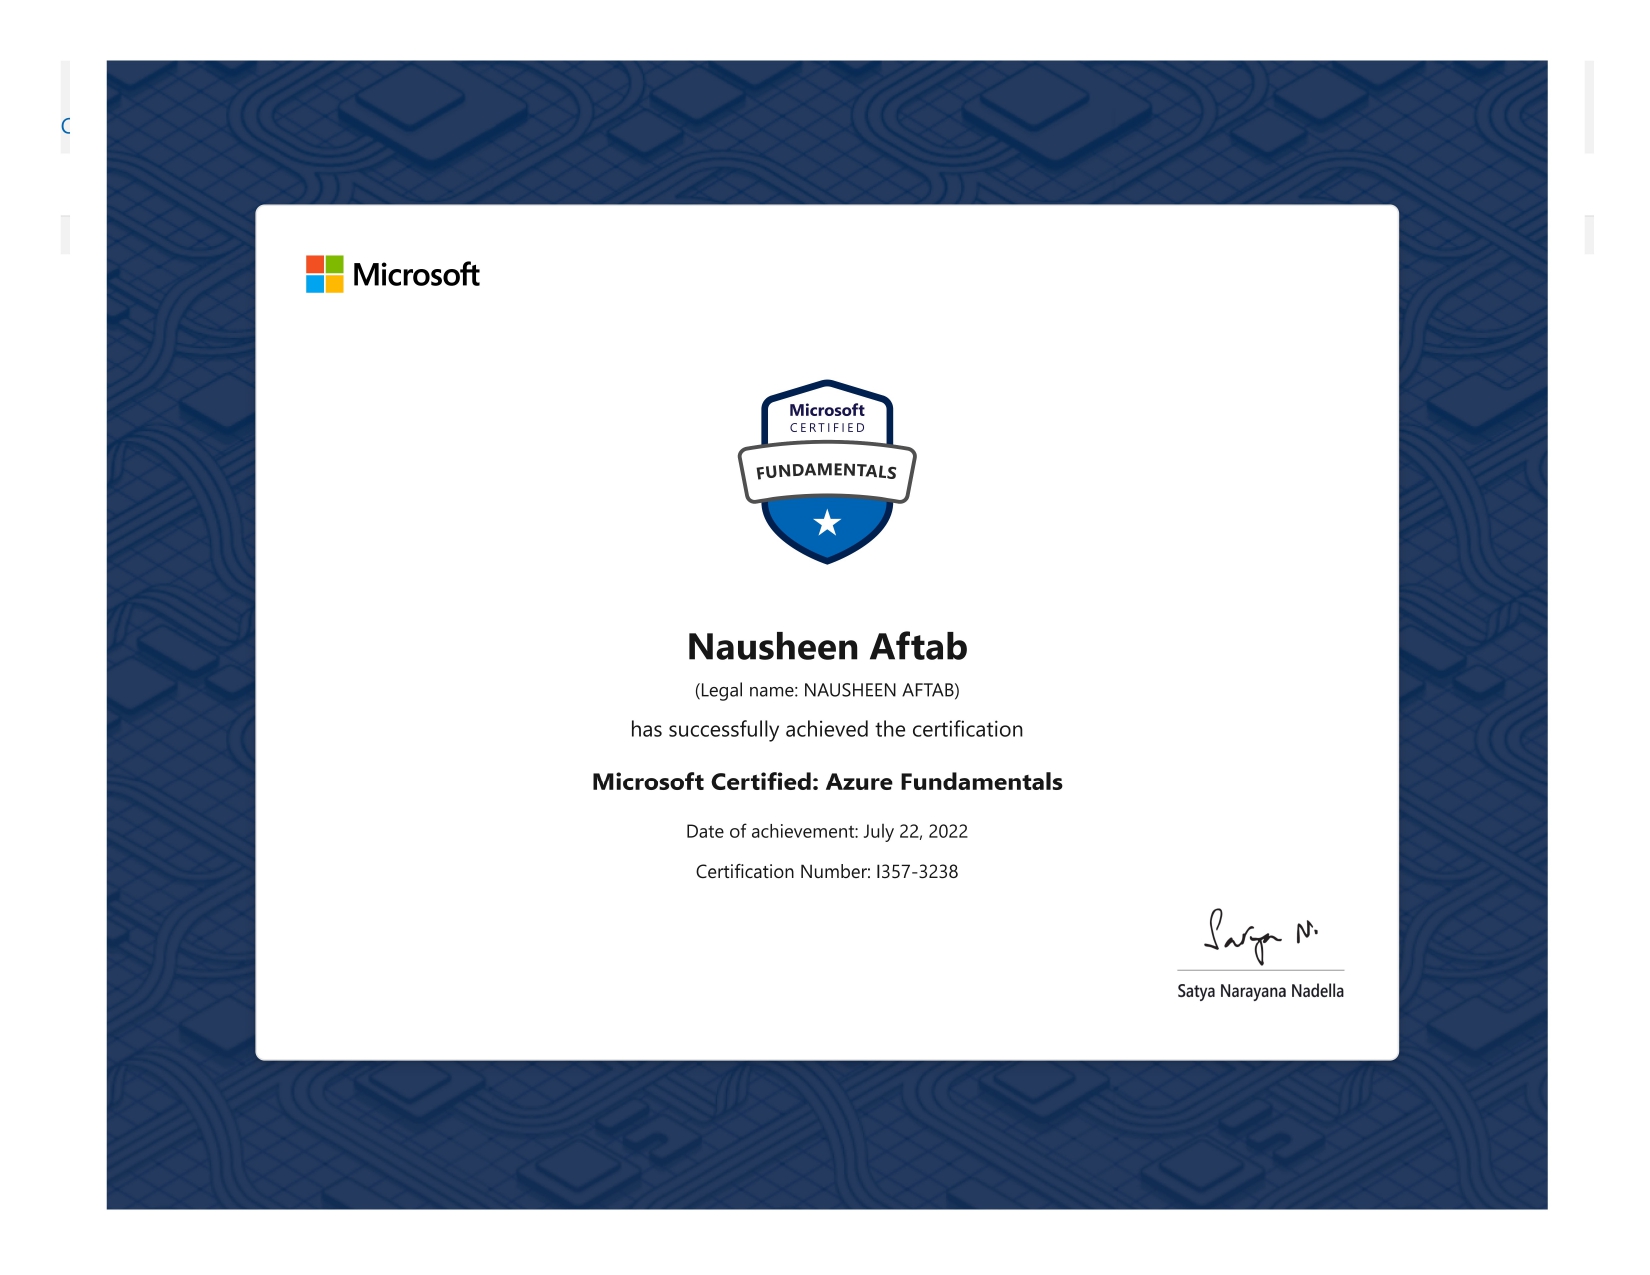 Microsoft
Microsoft
CERTIFIED
FUNDAMENTALS
Nausheen Aftab
(Legal name: NAUSHEEN AFTAB)
has successfully achieved the certification
Microsoft Certified: Azure Fundamentals
Date of achievement: July 22, 2022
Certification Number: I357-3238
Satya N.
Satya Narayana Nadella